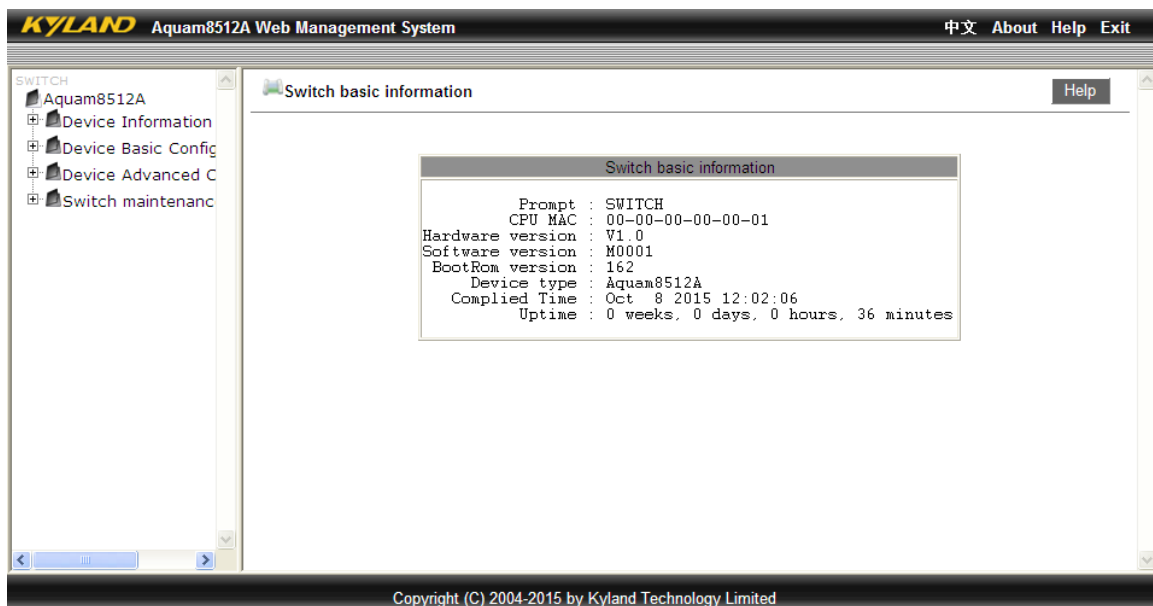 KYLAND Aquam8512A Web Management System 中文 About Help Exit
SWITCH
Aquam8512A
Device Information
Device Basic Config
Device Advanced C
Switch maintenanc
Switch basic information Help
Switch basic information
Prompt : SWITCH
CPU MAC : 00-00-00-00-00-01
Hardware version : V1.0
Software version : M0001
BootRom version : 162
Device type : Aquam8512A
Complied Time : Oct 8 2015 12:02:06
Uptime : 0 weeks, 0 days, 0 hours, 36 minutes
Copyright (C) 2004-2015 by Kyland Technology Limited